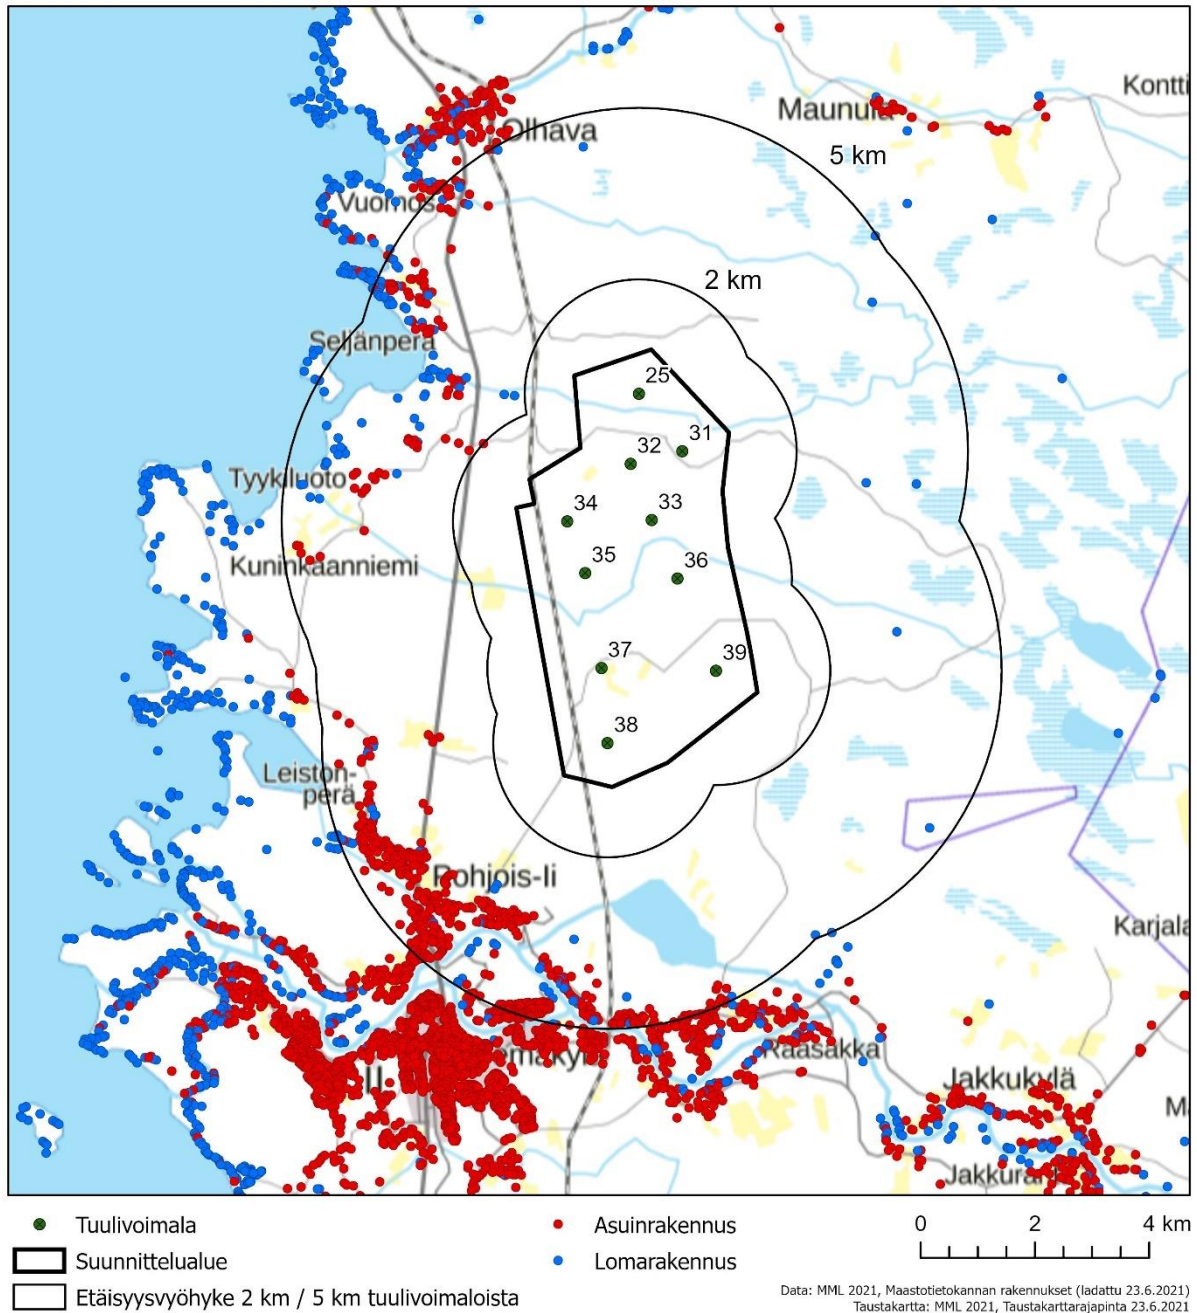 Kontti
Maunula
Olhava
5 km
Vuornos
2 km
Seljänperä
25
31
32
Tyykiluoto
34
33
35
36
Kuninkaanniemi
37
39
38
Leiston-
perä
Pohjois-Ii
Karjala
Raasakka
Jakkukylä
II
Tuulivoimala
Suunnittelualue
Etäisyysvyöhyke 2 km / 5 km tuulivoimaloista
Asuinrakennus
Lomarakennus
0 2 4 km
Data: MML 2021, Maastotietokannan rakennukset (ladattu 23.6.2021)
Taustakartta: MML 2021, Taustakarttarajapinta 23.6.2021